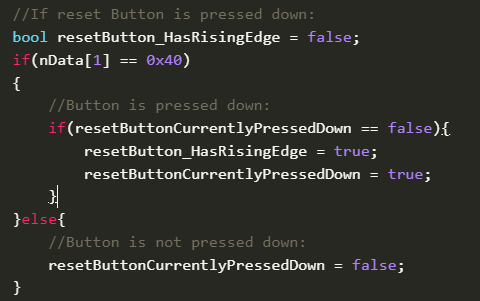 //If reset Button is pressed down:
bool resetButton_HasRisingEdge = false;
if(nData[1] == 0x40)
{
    //Button is pressed down:
    if(resetButtonCurrentlyPressedDown == false){
        resetButton_HasRisingEdge = true;
        resetButtonCurrentlyPressedDown = true;
    }
}else{
    //Button is not pressed down:
    resetButtonCurrentlyPressedDown = false;
}